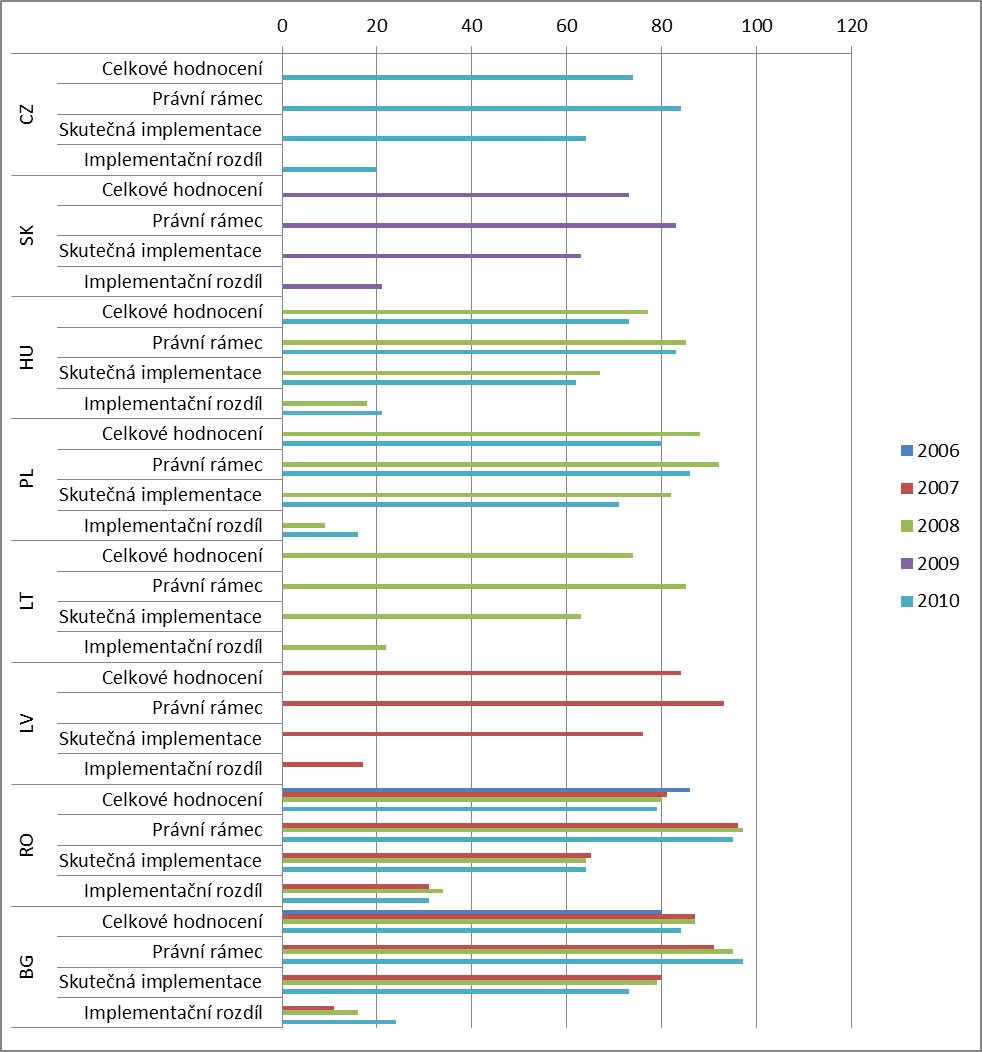 0 20 40 60 80 100 120
CZ
Celkové hodnocení
Právní rámec
Skutečná implementace
Implementační rozdíl
SK
Celkové hodnocení
Právní rámec
Skutečná implementace
Implementační rozdíl
HU
Celkové hodnocení
Právní rámec
Skutečná implementace
Implementační rozdíl
PL
Celkové hodnocení
Právní rámec
Skutečná implementace
Implementační rozdíl
LT
Celkové hodnocení
Právní rámec
Skutečná implementace
Implementační rozdíl
LV
Celkové hodnocení
Právní rámec
Skutečná implementace
Implementační rozdíl
RO
Celkové hodnocení
Právní rámec
Skutečná implementace
Implementační rozdíl
BG
Celkové hodnocení
Právní rámec
Skutečná implementace
Implementační rozdíl
2006
2007
2008
2009
2010